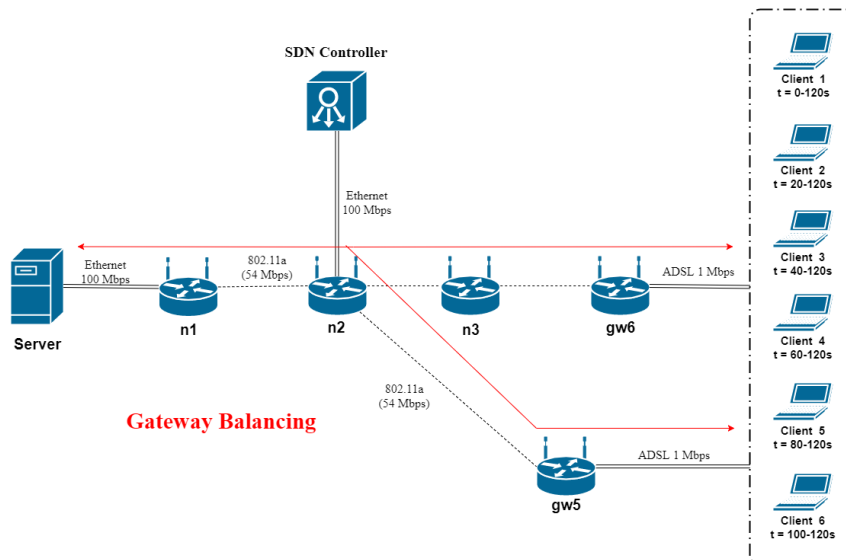 SDN Controller
Client 1
t = 0-120s
Client 2
t = 20-120s
Ethernet
100 Mbps
Client 3
t = 40-120s
Ethernet
100 Mbps
802.11a
(54 Mbps)
ADSL 1 Mbps
n1
n2
n3
gw6
Server
Client 4
t = 60-120s
802.11a
(54 Mbps)
Gateway Balancing
Client 5
t = 80-120s
ADSL 1 Mbps
gw5
Client 6
t = 100-120s